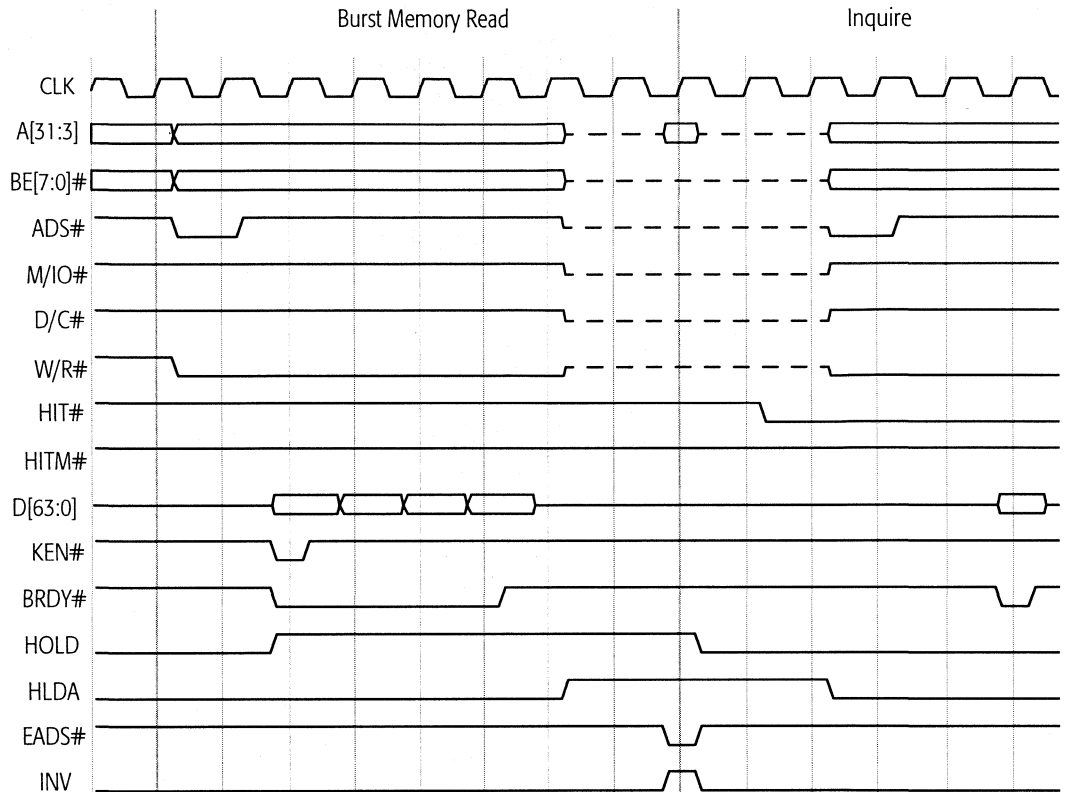 Burst Memory Read
Inquire
CLK
A[31:3]
BE[7:0]#
ADS#
M/IO#
D/C#
W/R#
HIT#
HITM#
D[63:0]
KEN#
BRDY#
HOLD
HLDA
EADS#
INV